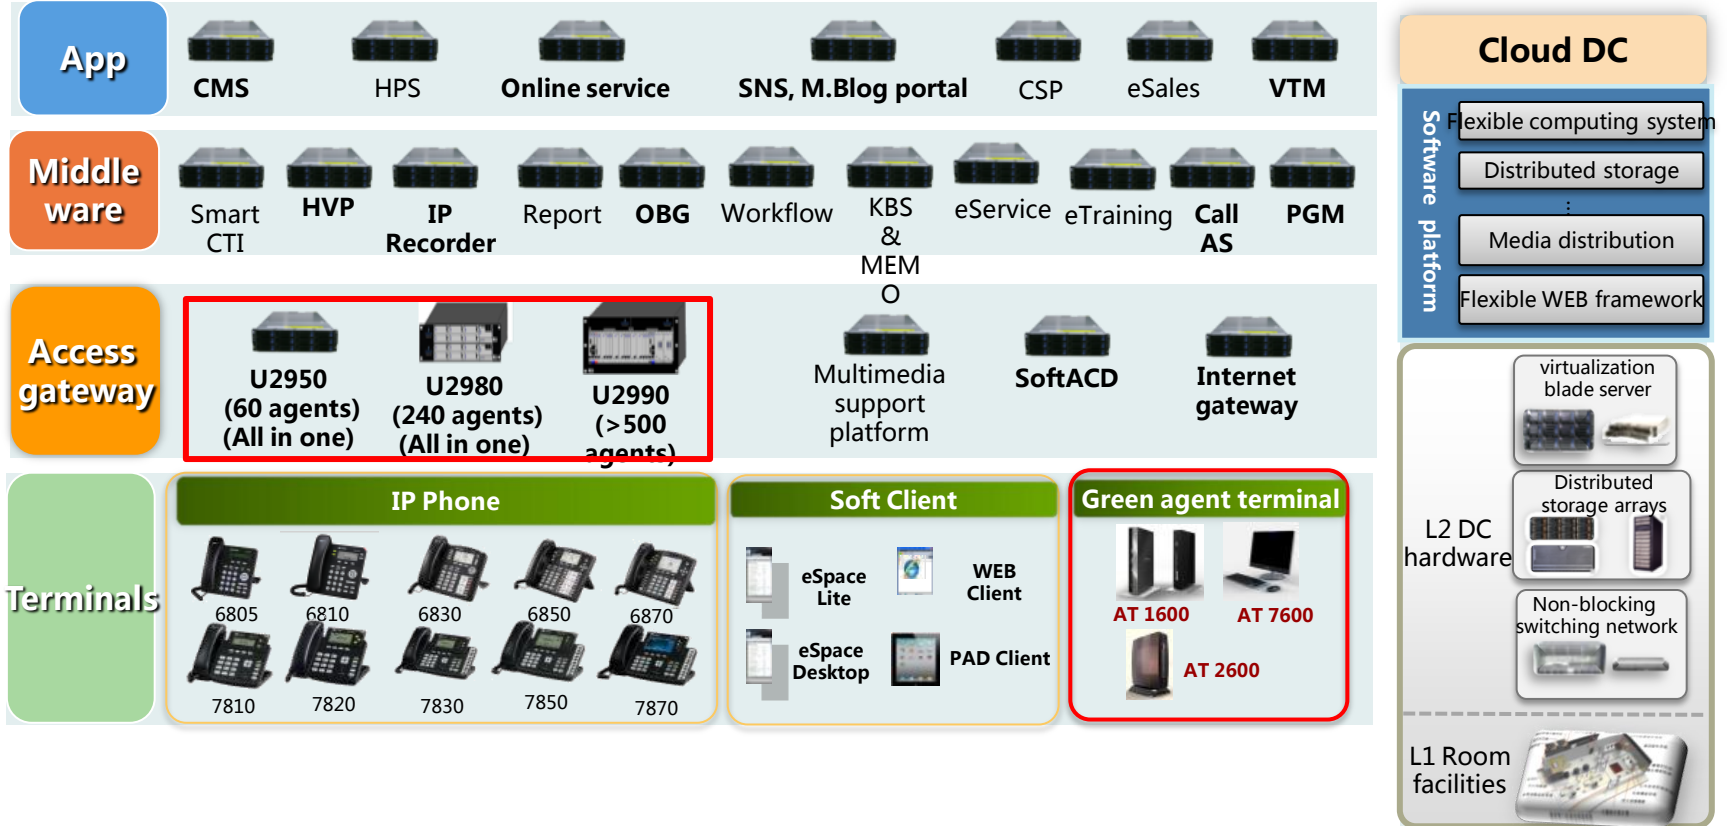 App
CMS
HPS
Online service
SNS, M.Blog portal
CSP
eSales
VTM
Middle
ware
Smart
CTI
HVP
IP
Recorder
Report
OBG
Workflow
KBS
&
MEM
O
eService
eTraining
Call
AS
PGM
Access
gateway
U2950
(60 agents)
(All in one)
U2980
(240 agents)
(All in one)
U2990
(>500
agents)
Multimedia
support
platform
SoftACD
Internet
gateway
Terminals
IP Phone
6805
6810
6830
6850
6870
7810
7820
7830
7850
7870
Soft Client
eSpace
Lite
WEB
Client
eSpace
Desktop
PAD Client
Green agent terminal
AT 1600
AT 7600
AT 2600
Cloud DC
Software platform
Flexible computing system
Distributed storage
...
Media distribution
Flexible WEB framework
L2 DC
hardware
virtualization
blade server
Distributed
storage arrays
Non-blocking
switching network
L1 Room
facilities